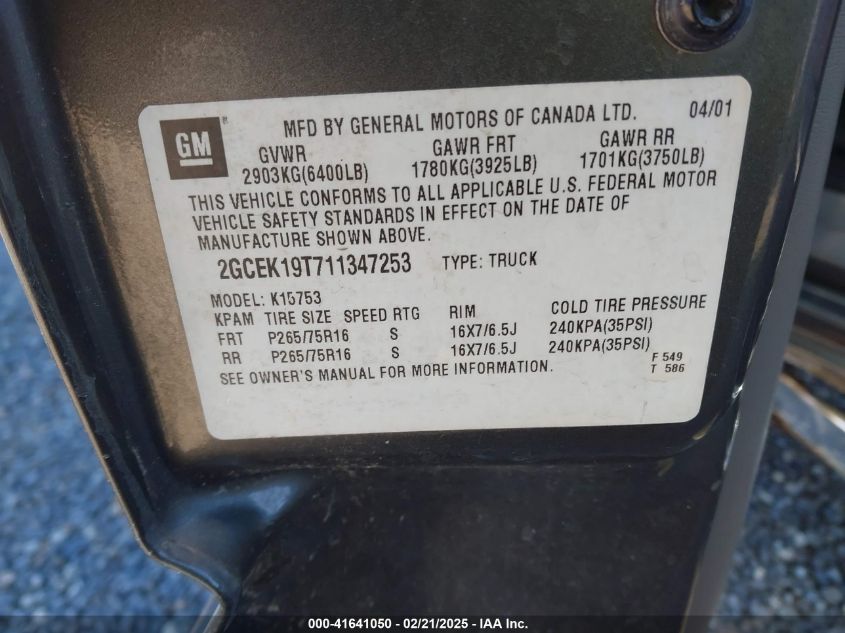 GM ®
MFD BY GENERAL MOTORS OF CANADA LTD. 04/01
GVWR GAWR FRT GAWR RR
2903KG(6400LB) 1780KG(3925LB) 1701KG(3750LB)
THIS VEHICLE CONFORMS TO ALL APPLICABLE U.S. FEDERAL MOTOR
VEHICLE SAFETY STANDARDS IN EFFECT ON THE DATE OF
MANUFACTURE SHOWN ABOVE.
2GCEK19T711347253 TYPE: TRUCK
MODEL: K15753
KPAM TIRE SIZE SPEED RTG RIM COLD TIRE PRESSURE
FRT P265/75R16 S 16X7/6.5J 240KPA(35PSI)
RR P265/75R16 S 16X7/6.5J 240KPA(35PSI)
SEE OWNER'S MANUAL FOR MORE INFORMATION. F 549
T 586
000-41641050 - 02/21/2025 - IAA Inc.